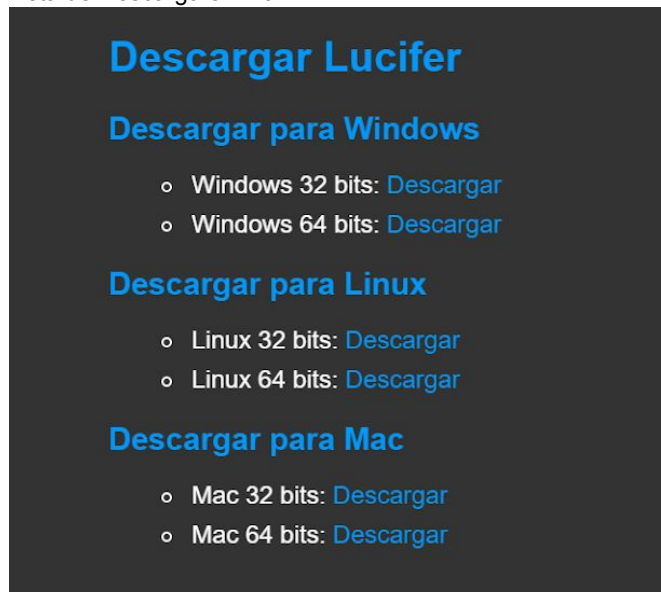 Descargar Lucifer
Descargar para Windows
Windows 32 bits: Descargar
Windows 64 bits: Descargar
Descargar para Linux
Linux 32 bits: Descargar
Linux 64 bits: Descargar
Descargar para Mac
Mac 32 bits: Descargar
Mac 64 bits: Descargar